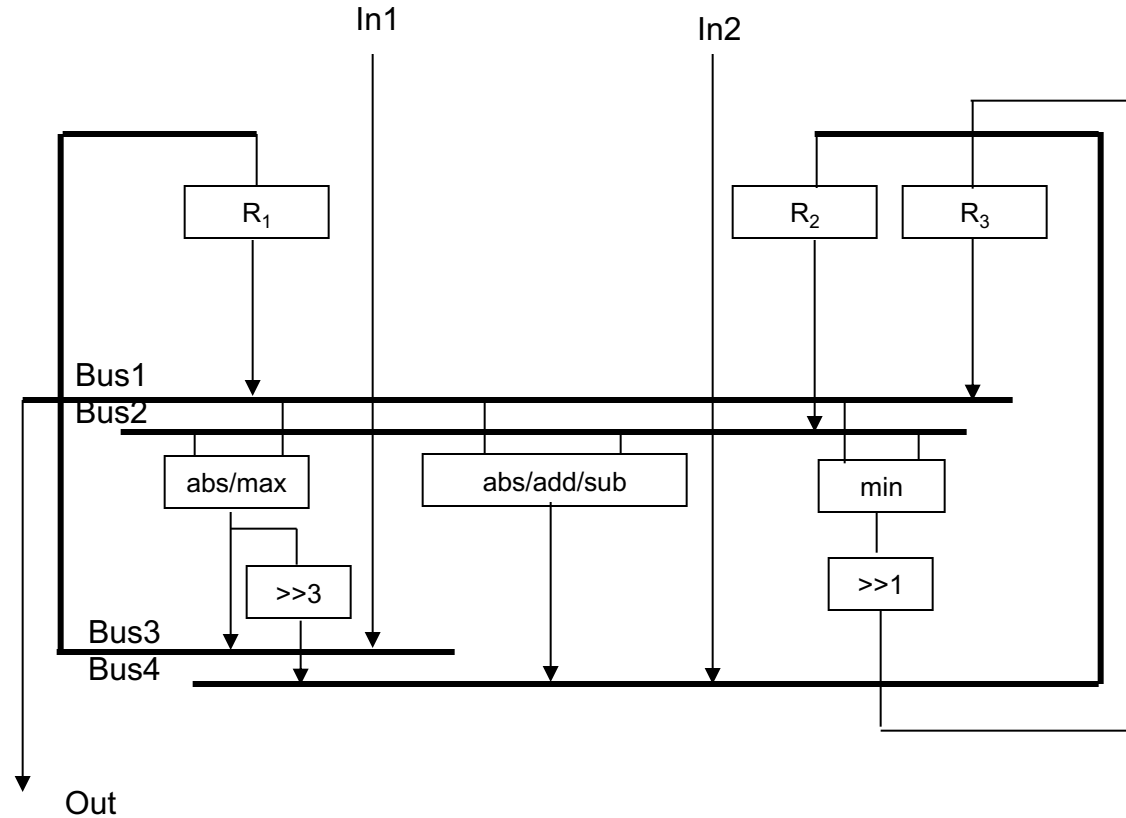 In1
In2
R₁
R₂
R₃
Bus1
Bus2
abs/max
abs/add/sub
min
>>3
>>1
Bus3
Bus4
Out